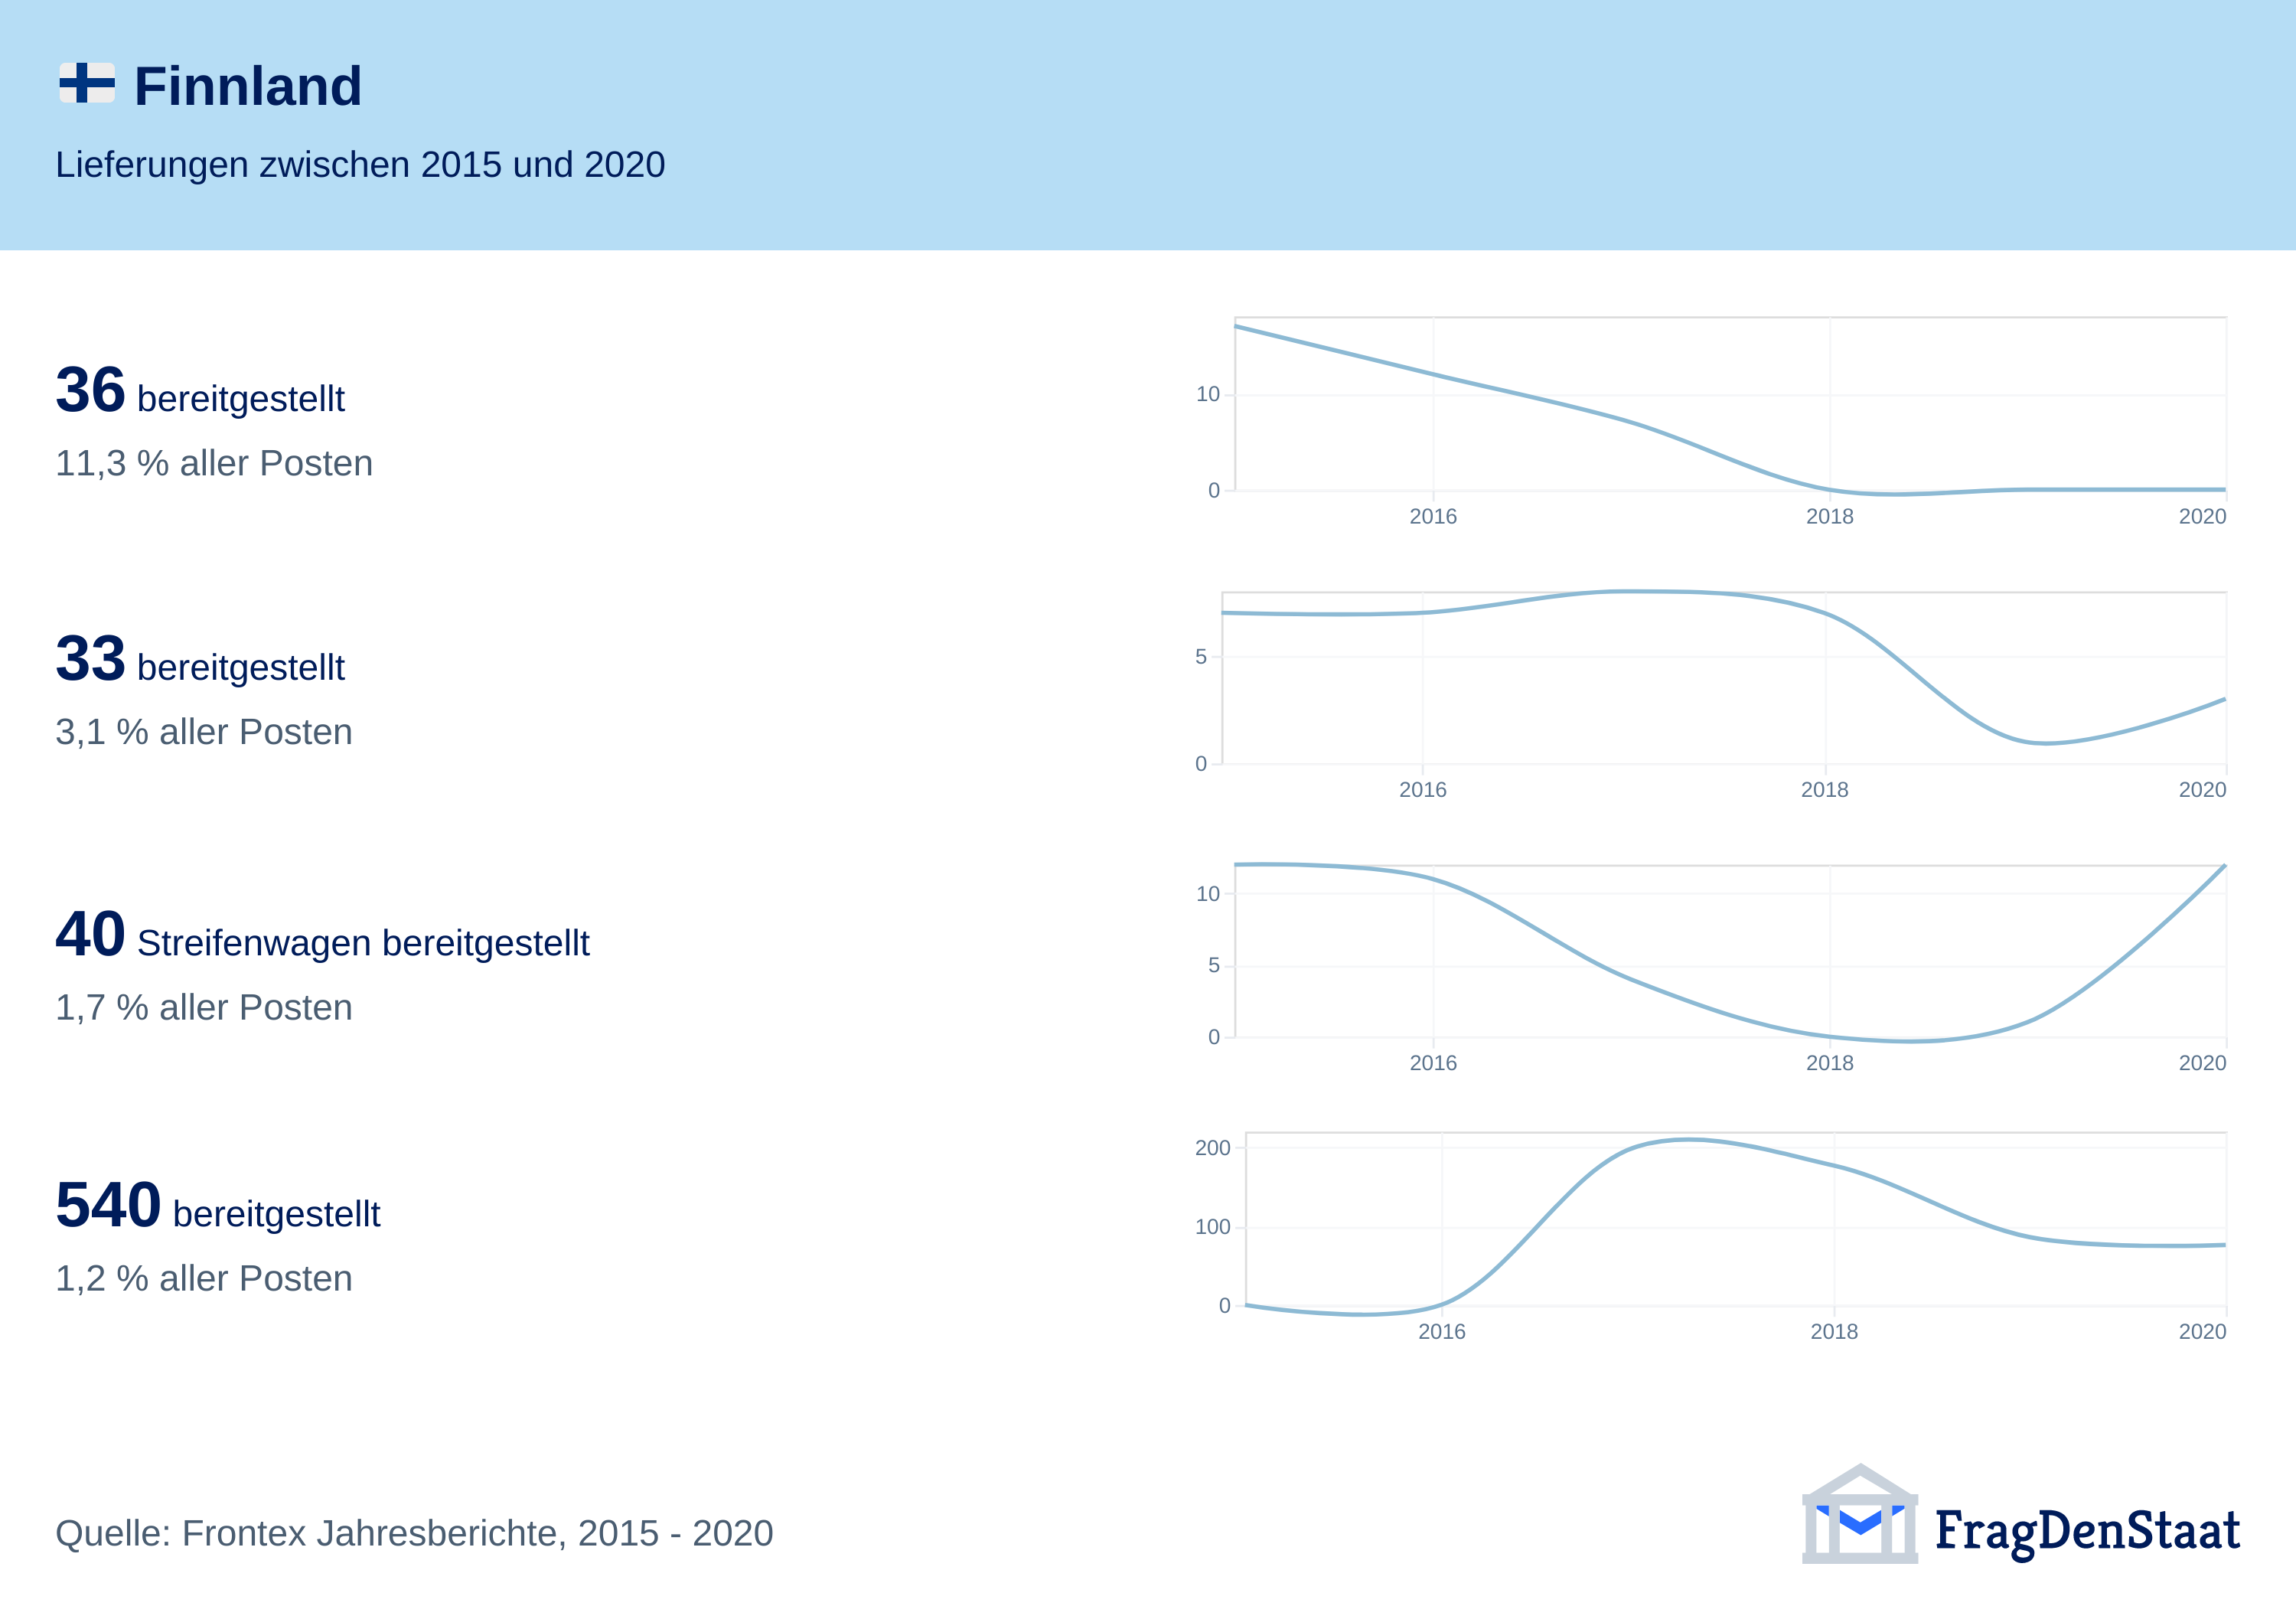 Finnland
Lieferungen zwischen 2015 und 2020
36 bereitgestellt
11,3 % aller Posten
10
0
2016 2018 2020
33 bereitgestellt
3,1 % aller Posten
5
0
2016 2018 2020
40 Streifenwagen bereitgestellt
1,7 % aller Posten
10
5
0
2016 2018 2020
540 bereitgestellt
1,2 % aller Posten
200
100
0
2016 2018 2020
Quelle: Frontex Jahresberichte, 2015 - 2020
FragDenStaat